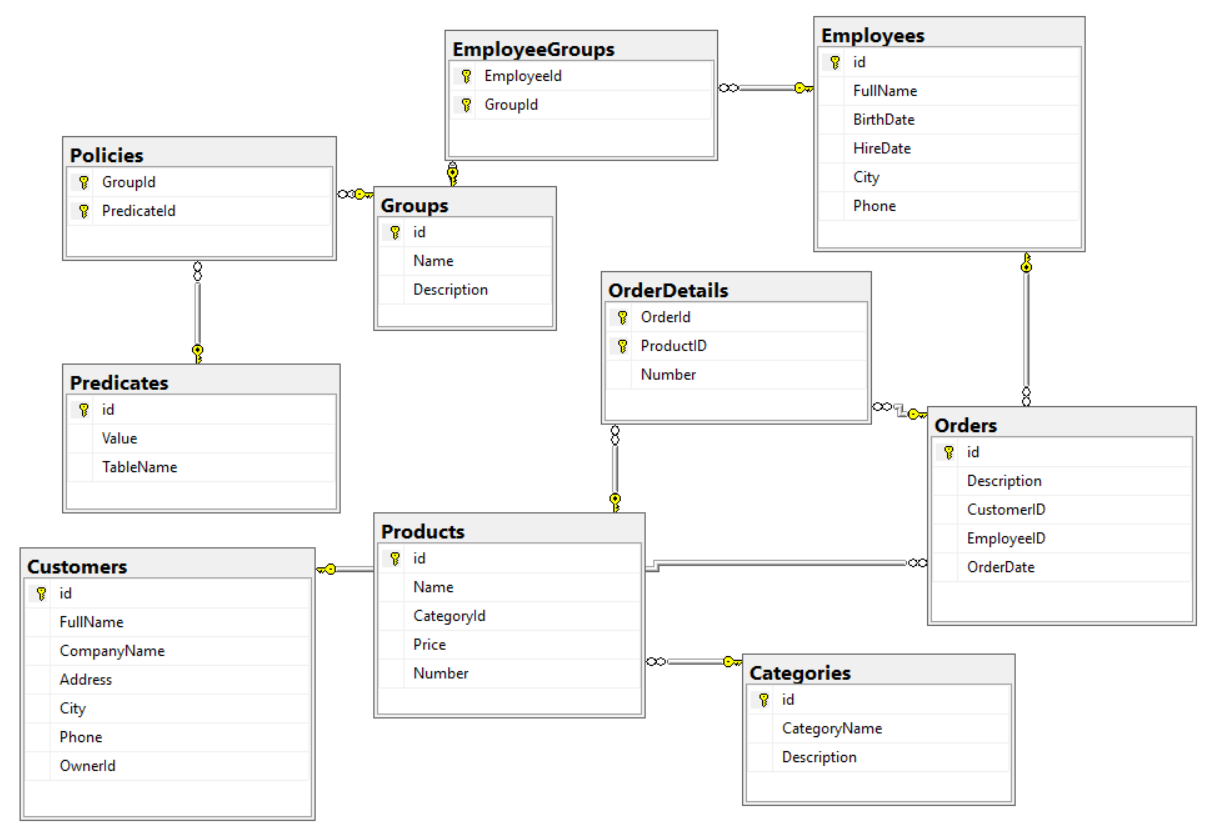 EmployeeGroups
EmployeeId
GroupId
Employees
id
FullName
BirthDate
HireDate
City
Phone
Policies
GroupId
PredicateId
Groups
id
Name
Description
OrderDetails
OrderId
ProductID
Number
Predicates
id
Value
TableName
Orders
id
Description
CustomerID
EmployeeID
OrderDate
Products
id
Name
CategoryId
Price
Number
Customers
id
FullName
CompanyName
Address
City
Phone
OwnerId
Categories
id
CategoryName
Description